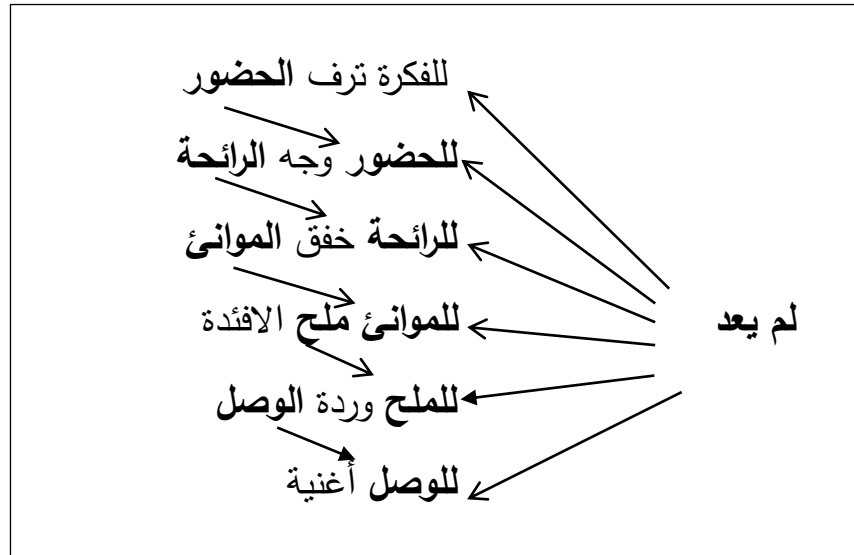 للفكرة ترف الحضور
للحضور وجه الرائحة
للرائحة خفق الموانئ
لم يعد
للموانئ ملح الافئدة
للملح وردة الوصل
للوصل أغنية